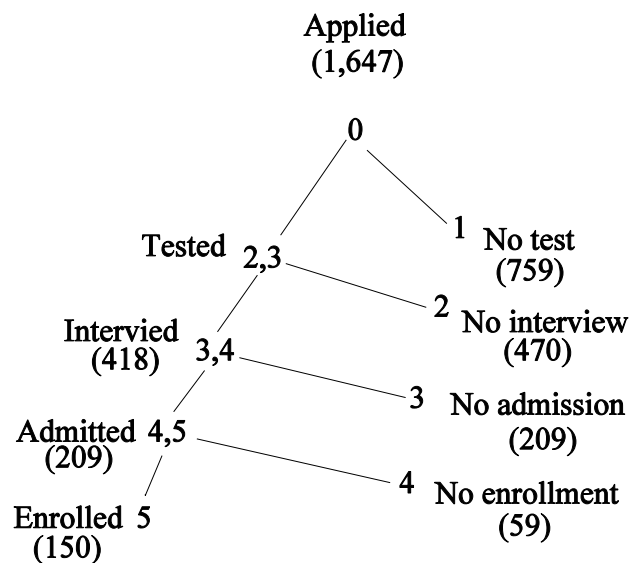 Applied
(1,647)
0
1 No test
(759)
Tested 2,3
2 No interview
(470)
Intervied 3,4
(418)
3 No admission
(209)
Admitted 4,5
(209)
4 No enrollment
(59)
Enrolled 5
(150)